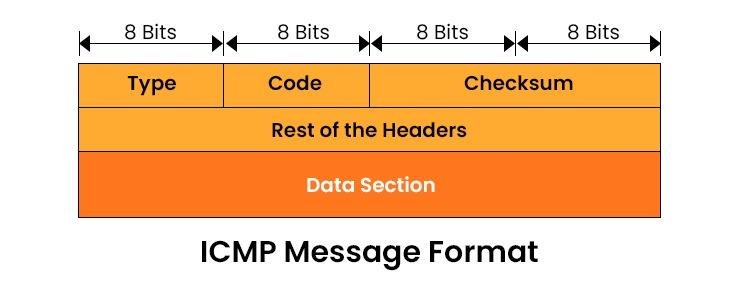 8 Bits 8 Bits 8 Bits 8 Bits
Type Code Checksum
Rest of the Headers
Data Section
ICMP Message Format